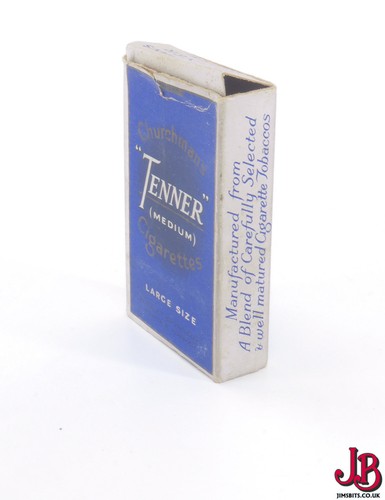 Churchman's
"TENNER"
(MEDIUM)
Cigarettes
LARGE SIZE
Manufactured from
A Blend of Carefully Selected
& well matured Cigarette Tobaccos
JB
JIMSBITS.CO.UK